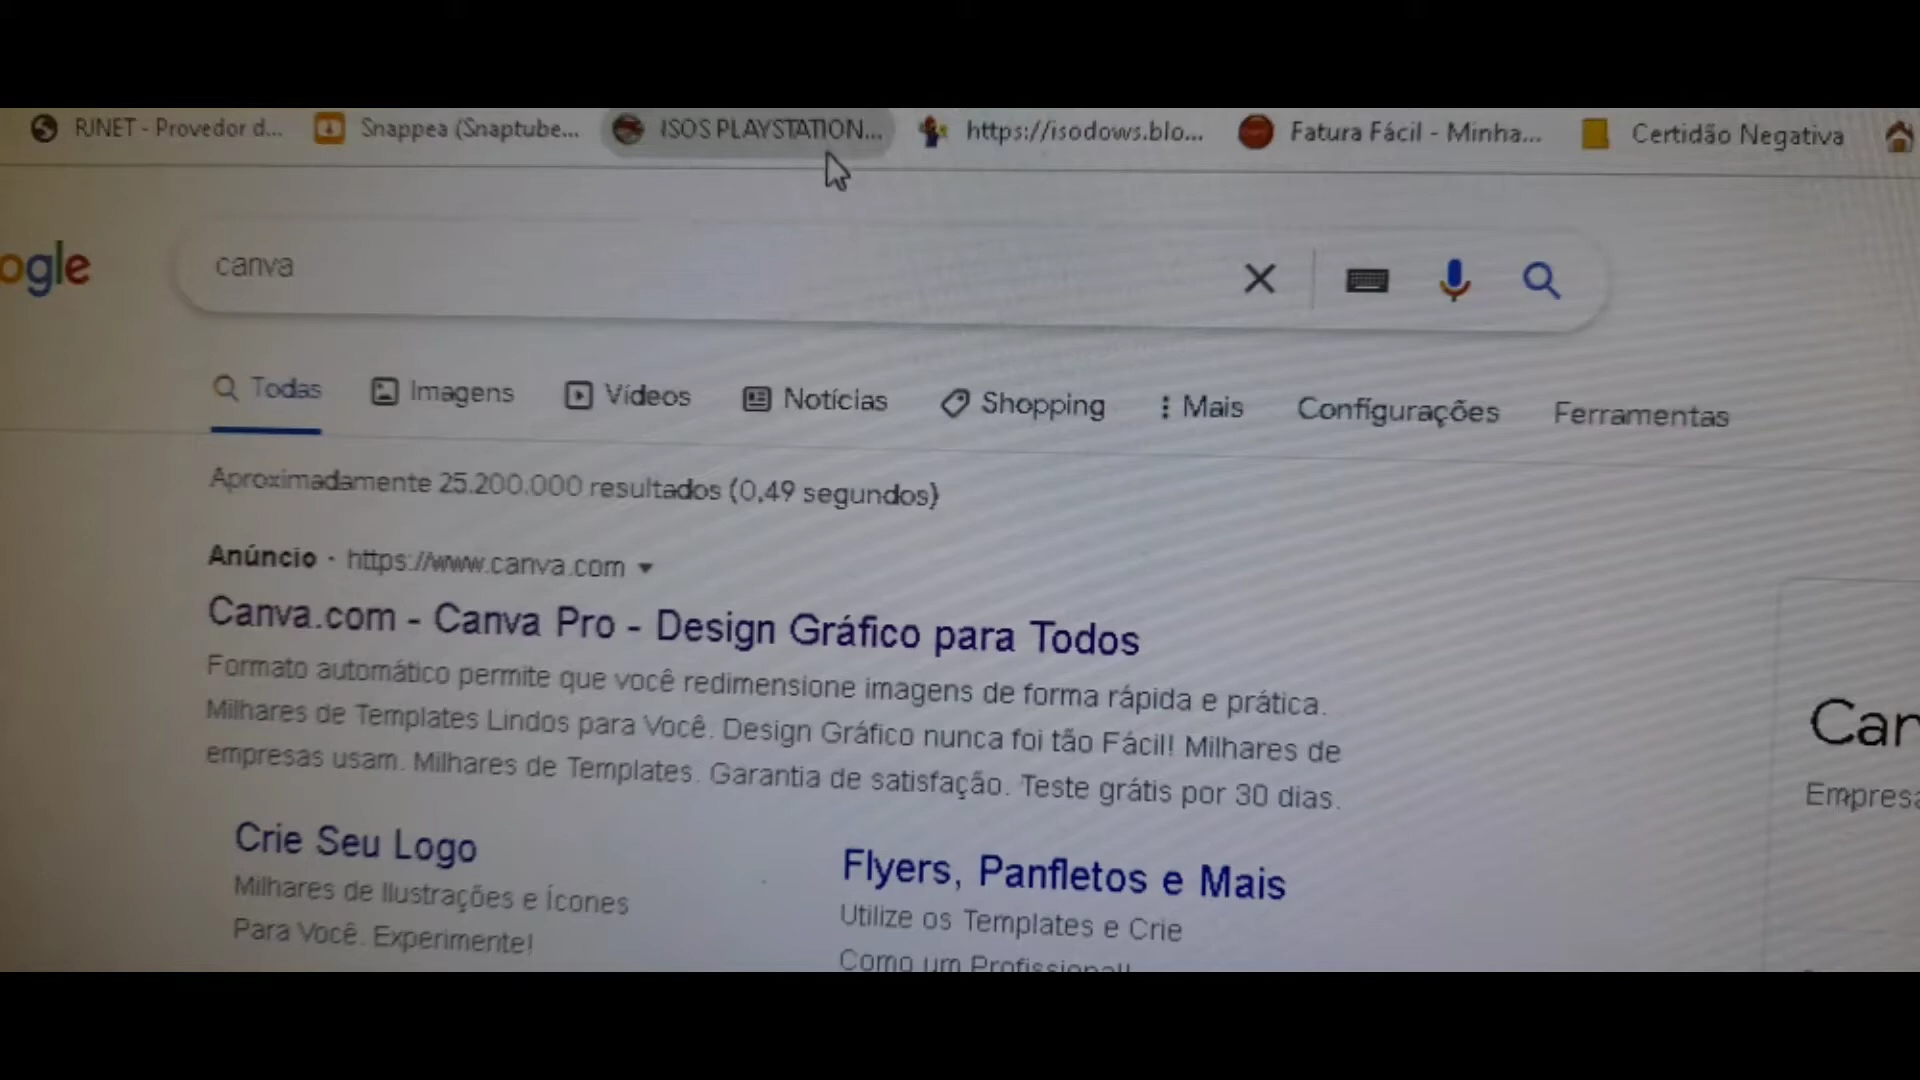 RJNET - Provedor d... Snappea (Snaptube... ISOS PLAYSTATION... https://isodows.blo... Fatura Fácil - Minha... Certidão Negativa
ogle canva
Todas Imagens Vídeos Notícias Shopping Mais Configurações Ferramentas
Aproximadamente 25.200.000 resultados (0,49 segundos)
Anúncio · https://www.canva.com
Canva.com - Canva Pro - Design Gráfico para Todos
Formato automático permite que você redimensione imagens de forma rápida e prática.
Milhares de Templates Lindos para Você. Design Gráfico nunca foi tão Fácil! Milhares de
empresas usam. Milhares de Templates. Garantia de satisfação. Teste grátis por 30 dias.
Crie Seu Logo
Milhares de Ilustrações e Ícones
Para Você. Experimente!
Flyers, Panfletos e Mais
Utilize os Templates e Crie
Como um Profissional!
Can
Empresa